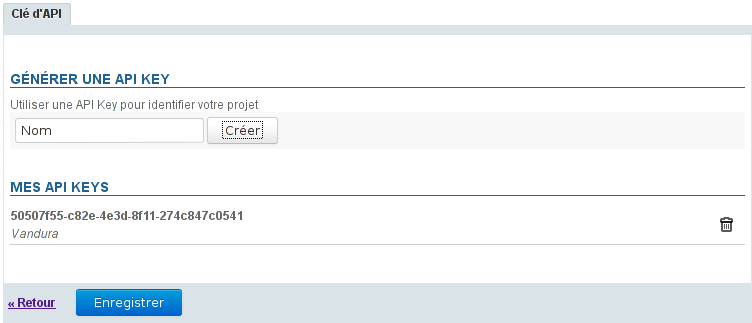 Clé d'API
GÉNÉRER UNE API KEY
Utiliser une API Key pour identifier votre projet
Nom Créer
MES API KEYS
50507f55-c82e-4e3d-8f11-274c847c0541
Vandura
« Retour Enregistrer